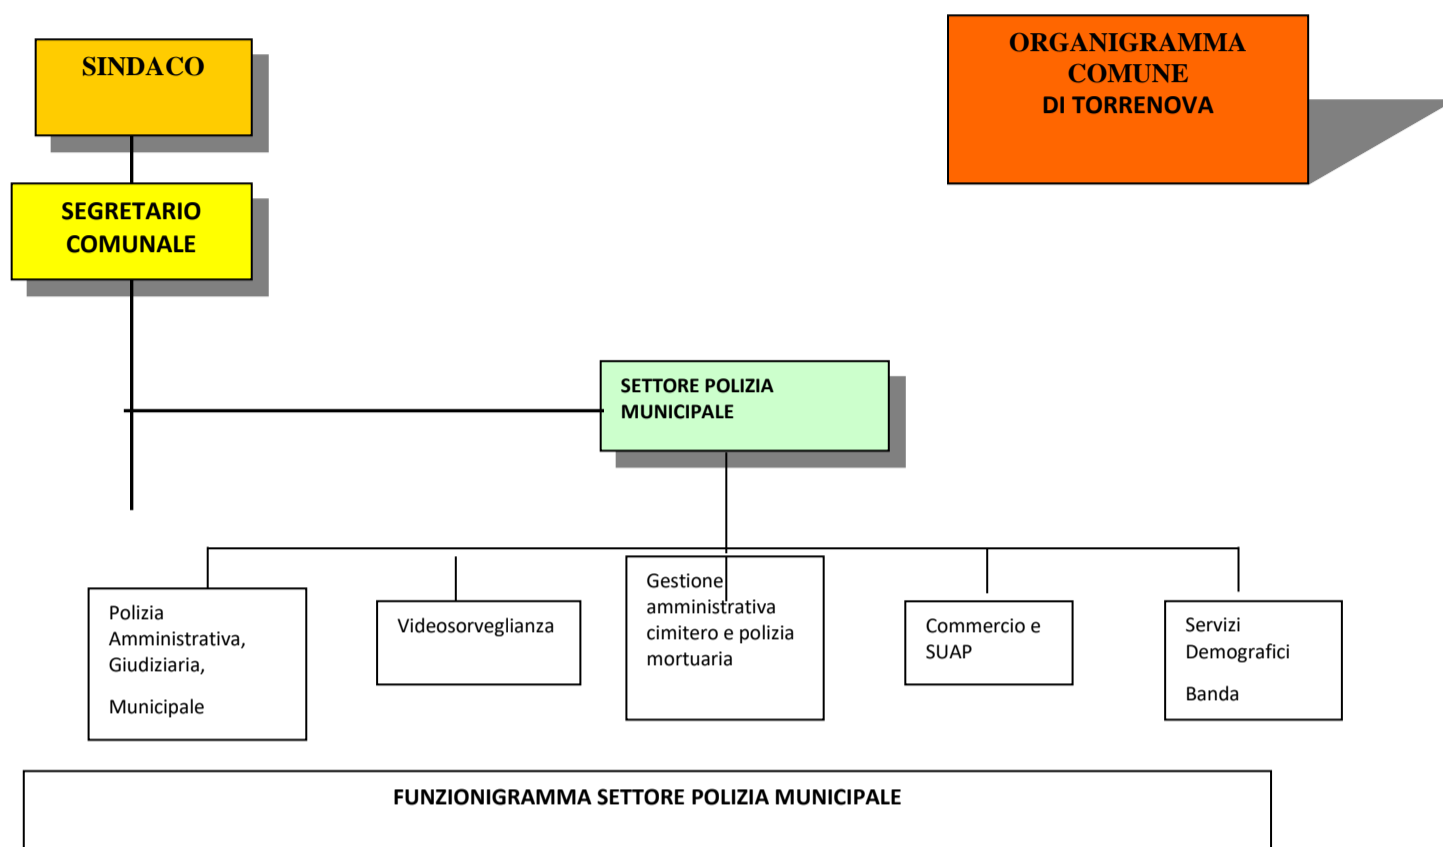 SINDACO
ORGANIGRAMMA
COMUNE
DI TORRENOVA
SEGRETARIO
COMUNALE
SETTORE POLIZIA
MUNICIPALE
Polizia
Amministrativa,
Giudiziaria,
Municipale
Videosorveglianza
Gestione
amministrativa
cimitero e polizia
mortuaria
Commercio e
SUAP
Servizi
Demografici
Banda
FUNZIONIGRAMMA SETTORE POLIZIA MUNICIPALE